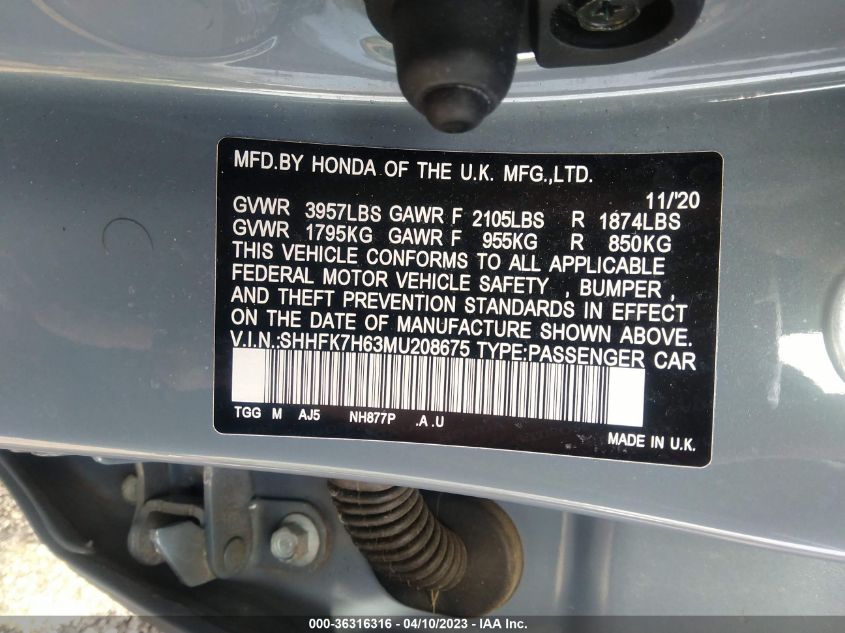 MFD.BY HONDA OF THE U.K. MFG.,LTD.
11/'20
GVWR 3957LBS GAWR F 2105LBS R 1874LBS
GVWR 1795KG GAWR F 955KG R 850KG
THIS VEHICLE CONFORMS TO ALL APPLICABLE
FEDERAL MOTOR VEHICLE SAFETY , BUMPER ,
AND THEFT PREVENTION STANDARDS IN EFFECT
ON THE DATE OF MANUFACTURE SHOWN ABOVE.
V.I.N.:SHHFK7H63MU208675 TYPE:PASSENGER CAR
TGG M AJ5 NH877P .A .U
MADE IN U.K.
000-36316316 - 04/10/2023 - IAA Inc.